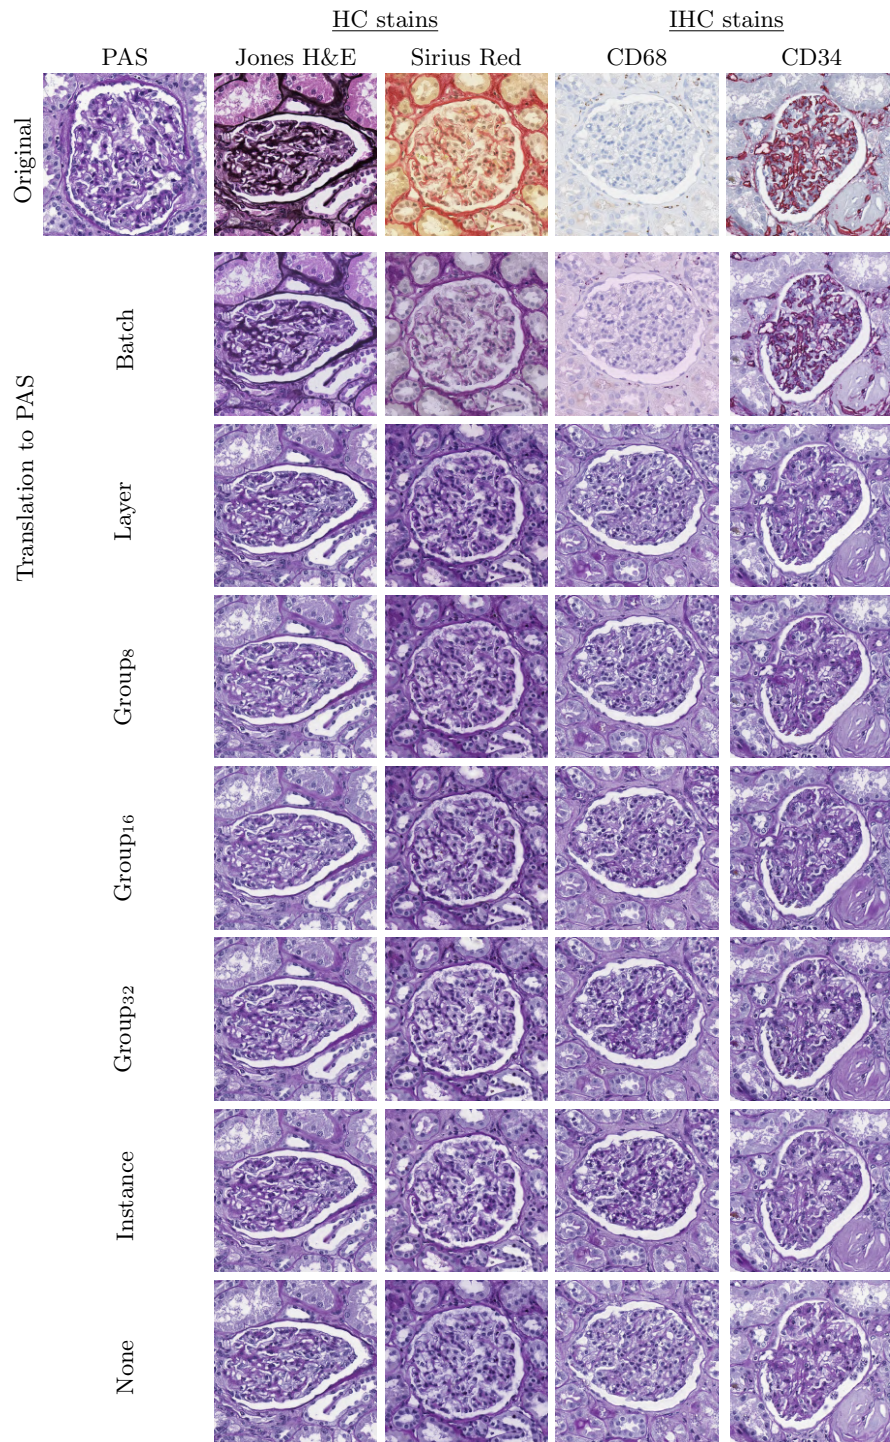 HC stains
IHC stains
PAS
Jones H&E
Sirius Red
CD68
CD34
Original
Translation to PAS
Batch
Layer
Group8
Group16
Group32
Instance
None